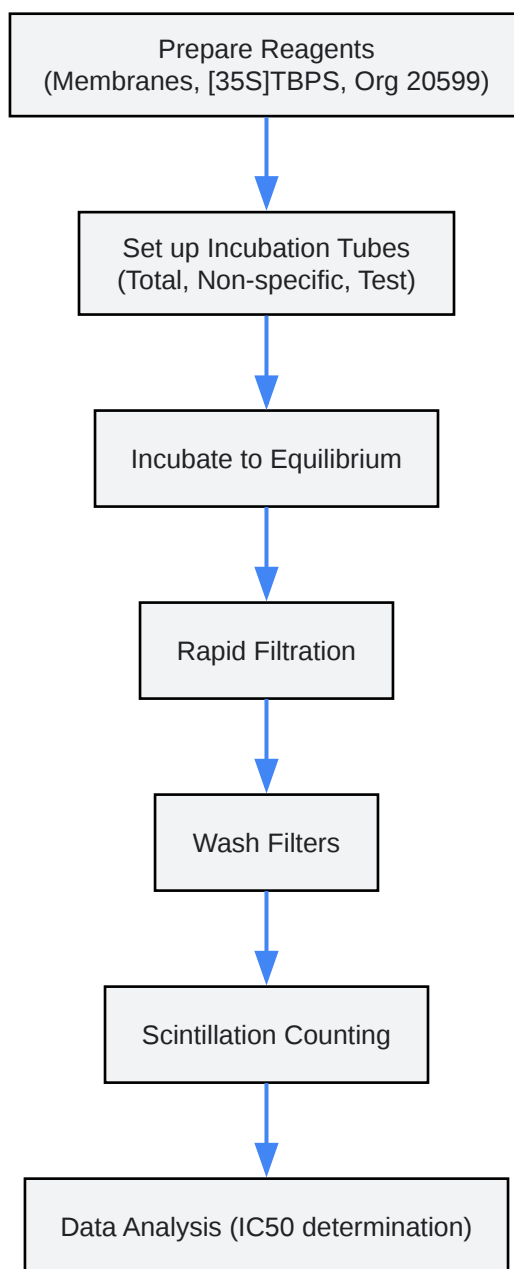 Prepare Reagents
(Membranes, [35S]TBPS, Org 20599)
Set up Incubation Tubes
(Total, Non-specific, Test)
Incubate to Equilibrium
Rapid Filtration
Wash Filters
Scintillation Counting
Data Analysis (IC50 determination)